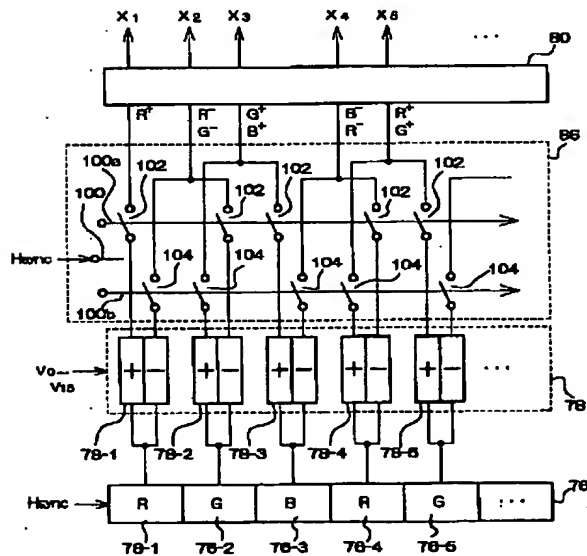 X1 X2 X3 X4 X5 ...
80
R+ R- G+ B- R+
G- B+ R- G+
86
100a
100
102 102 102 102
102
Hsync
104 104 104 104 104
100b
V0—
V15
+ - + - + - + - + - ...
78
78-1 78-2 78-3 78-4 78-5
Hsync R G B R G ...
76
76-1 76-2 76-3 76-4 76-5